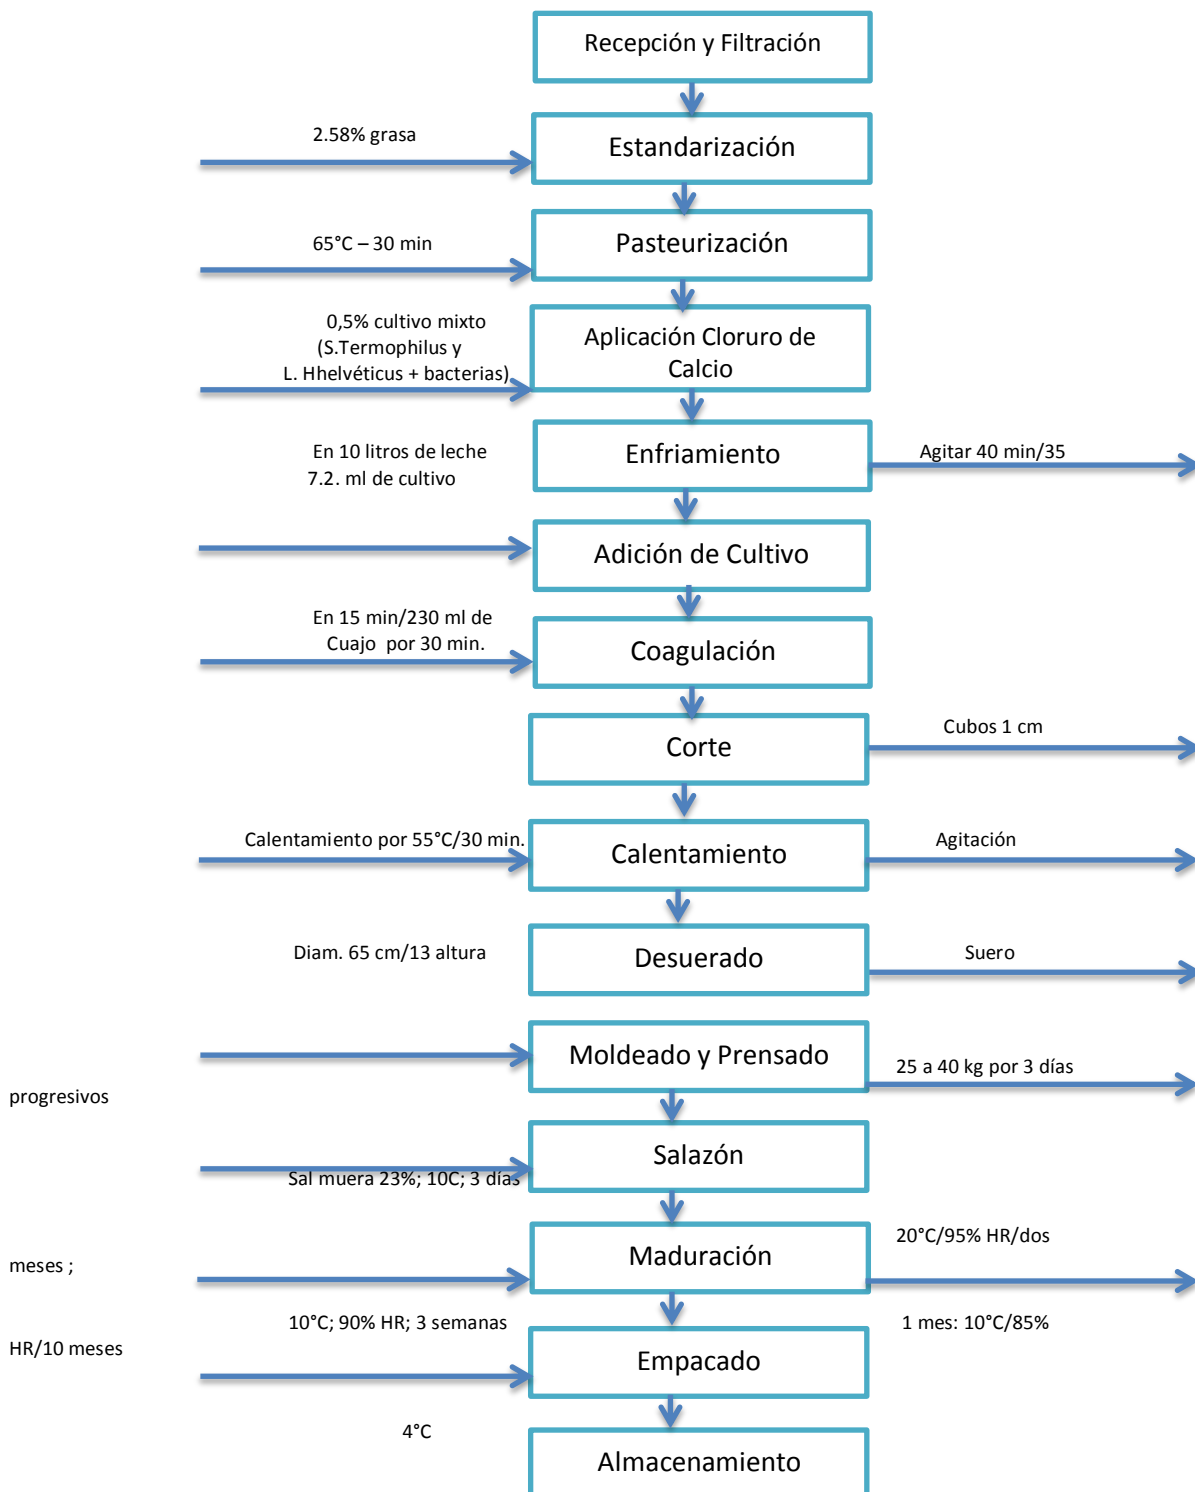 Recepción y Filtración
2.58% grasa
Estandarización
65°C – 30 min
Pasteurización
0,5% cultivo mixto
(S.Termophilus y
L. Hhelvéticus + bacterias)
Aplicación Cloruro de
Calcio
En 10 litros de leche
7.2. ml de cultivo
Enfriamiento
Agitar 40 min/35
Adición de Cultivo
En 15 min/230 ml de
Cuajo por 30 min.
Coagulación
Corte
Cubos 1 cm
Calentamiento por 55°C/30 min.
Calentamiento
Agitación
Diam. 65 cm/13 altura
Desuerado
Suero
Moldeado y Prensado
25 a 40 kg por 3 días
progresivos
Salazón
Sal muera 23%; 10C; 3 días
Maduración
20°C/95% HR/dos
meses ;
10°C; 90% HR; 3 semanas
1 mes: 10°C/85%
HR/10 meses
Empacado
4°C
Almacenamiento